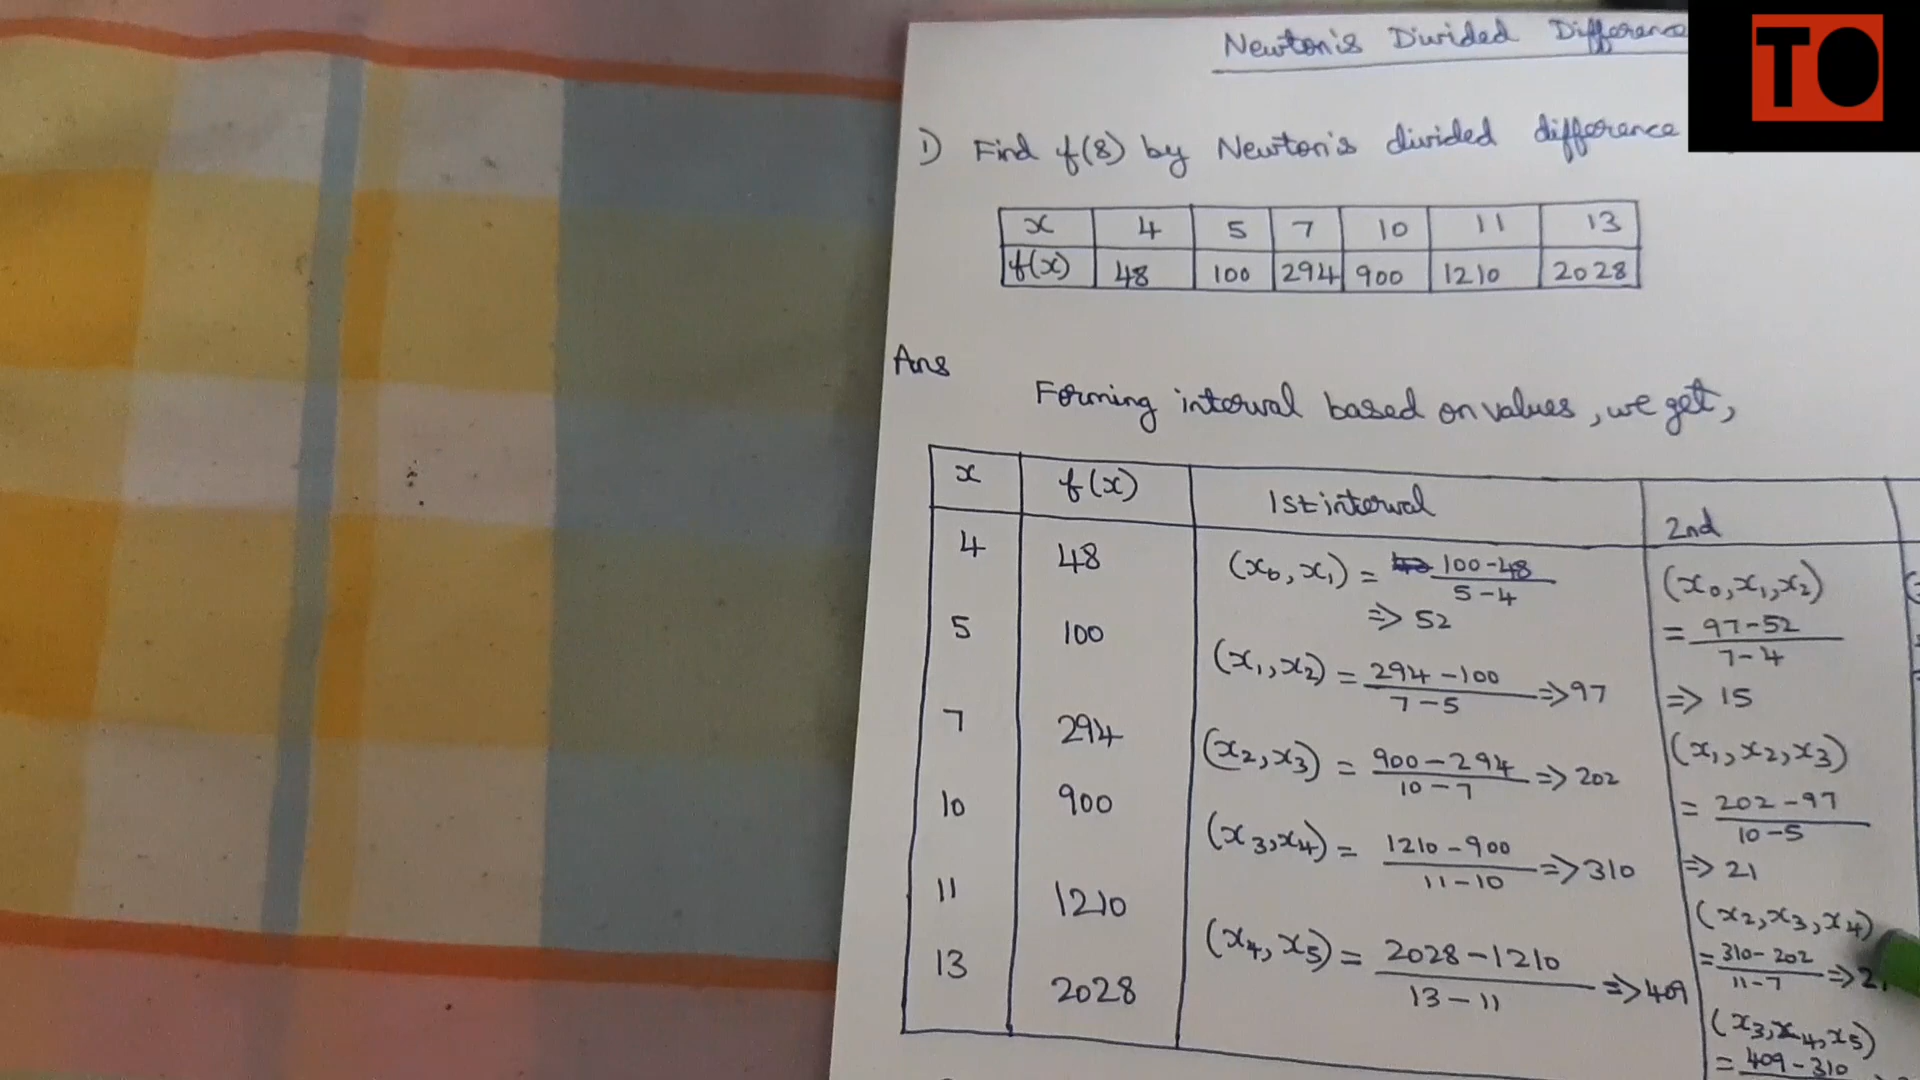 TO
Newton's Divided Difference
1) Find f(8) by Newton's divided difference
x 4 5 7 10 11 13
f(x) 48 100 294 900 1210 2028
Ans
Forming interval based on values, we get,
x f(x) 1st interval 2nd
4 48 (x0, x1) = 100-48 / 5-4
=> 52
5 100 (x1, x2) = 294-100 / 7-5 => 97
7 294 (x2, x3) = 900-294 / 10-7 => 202
10 900 (x3, x4) = 1210-900 / 11-10 => 310
11 1210
13 2028 (x4, x5) = 2028-1210 / 13-11 => 409
(x0, x1, x2)
= 97-52 / 7-4
=> 15
(x1, x2, x3)
= 202-97 / 10-5
=> 21
(x2, x3, x4)
= 310-202 / 11-7 =>
(x3, x4, x5)
= 409-310